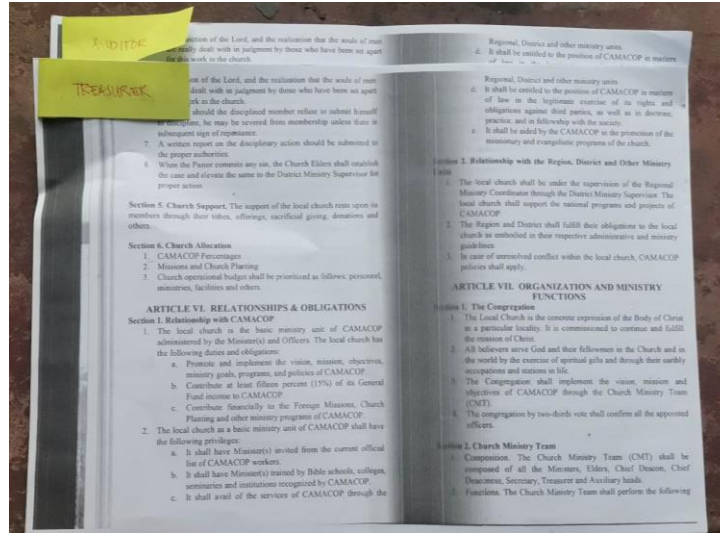 AUDITOR
nction of the Lord, and the realization that the souls of men
are really dealt with in judgment by those who have been set apart
for this work in the church.
Regional, District and other ministry units.
d. It shall be entitled to the position of CAMACOP in matters
TREASURER
on of the Lord, and the realization that the souls of men
dealt with in judgment by those who have been set apart
ork in the church.
should the disciplined member refuse to submit himself
to discipline, he may be severed from membership unless there is
subsequent sign of repentance.
7. A written report on the disciplinary action should be submitted to
the proper authorities.
8. When the Pastor commits any sin, the Church Elders shall establish
the case and elevate the same to the District Ministry Supervisor for
proper action.
Section 5. Church Support. The support of the local church rests upon its
members through their tithes, offerings, sacrificial giving, donations and
others.
Section 6. Church Allocation
1. CAMACOP Percentages
2. Missions and Church Planting
3. Church operational budget shall be prioritized as follows: personnel,
ministries, facilities and others.
ARTICLE VI. RELATIONSHIPS & OBLIGATIONS
Section 1. Relationship with CAMACOP
1. The local church is the basic ministry unit of CAMACOP
administered by the Minister(s) and Officers. The local church has
the following duties and obligations:
a. Promote and implement the vision, mission, objectives,
ministry goals, programs, and policies of CAMACOP.
b. Contribute at least fifteen percent (15%) of its General
Fund income to CAMACOP.
c. Contribute financially to the Foreign Missions, Church
Planting and other ministry programs of CAMACOP.
2. The local church as a basic ministry unit of CAMACOP shall have
the following privileges:
a. It shall have Minister(s) invited from the current official
list of CAMACOP workers.
b. It shall have Ministers trained by Bible schools, colleges,
seminaries and institutions recognized by CAMACOP.
c. It shall avail of the services of CAMACOP through the
Regional, District and other ministry units.
d. It shall be entitled to the position of CAMACOP in matters
of law in the legitimate exercise of its rights and
obligations against third parties, as well as in doctrine,
practice, and in fellowship with the society.
e. It shall be aided by the CAMACOP in the promotion of the
missionary and evangelistic programs of the church.
Section 2. Relationship with the Region, District and Other Ministry
Units
1. The local church shall be under the supervision of the Regional
Ministry Coordinator through the District Ministry Supervisor. The
local church shall support the national programs and projects of
CAMACOP.
2. The Region and District shall fulfill their obligations to the local
church as embodied in their respective administrative and ministry
guidelines.
3. In case of unresolved conflict within the local church, CAMACOP
policies shall apply.
ARTICLE VII. ORGANIZATION AND MINISTRY
FUNCTIONS
Section 1. The Congregation
1. The Local Church is the concrete expression of the Body of Christ
in a particular locality. It is commissioned to continue and fulfill
the mission of Christ.
2. All believers serve God and their fellowmen in the Church and in
the world by the exercise of spiritual gifts and through their earthly
occupations and stations in life.
3. The Congregation shall implement the vision, mission and
objectives of CAMACOP through the Church Ministry Team
(CMT).
4. The congregation by two-thirds vote shall confirm all the appointed
officers.
Section 2. Church Ministry Team
1. Composition. The Church Ministry Team (CMT) shall be
composed of all the Ministers, Elders, Chief Deacon, Chief
Deaconess, Secretary, Treasurer and Auxiliary heads.
2. Functions. The Church Ministry Team shall perform the following